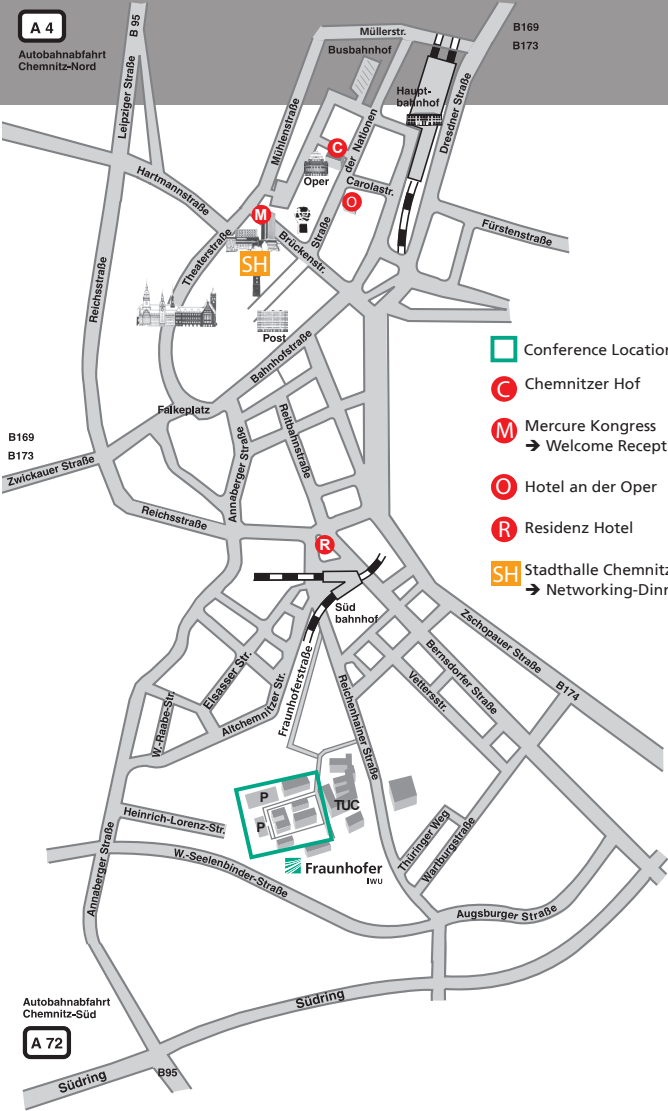 A 4
Autobahnabfahrt
Chemnitz-Nord
B 95
Leipziger Straße
Müllerstr.
Busbahnhof
B169
B173
Haupt-
bahnhof
Dresdner Straße
Mühlenstraße
der Nationen
Straße
C
Oper
Carolastr.
O
Hartmannstraße
M
Theaterstraße
Brückenstr.
SH
Fürstenstraße
Reichsstraße
Post
Bahnhofstraße
Conference Location
C Chemnitzer Hof
M Mercure Kongress
➔ Welcome Recept
O Hotel an der Oper
R Residenz Hotel
SH Stadthalle Chemnitz
➔ Networking-Dinn
Falkeplatz
B169
B173
Zwickauer Straße
Annaberger Straße
Reitbahnstraße
Reichsstraße
R
Süd
bahnhof
Zschopauer Straße
B174
Bernsdorfer Straße
Vettersstr.
Elsasser Str.
W.-Raabe-Str.
Altchemnitzer Str.
Fraunhoferstraße
Reichenhainer Straße
P
P
TUC
Heinrich-Lorenz-Str.
Thüringer Weg
Wartburgstraße
Fraunhofer
IWU
W.-Seelenbinder-Straße
Annaberger Straße
Augsburger Straße
Südring
Autobahnabfahrt
Chemnitz-Süd
A 72
Südring
B95